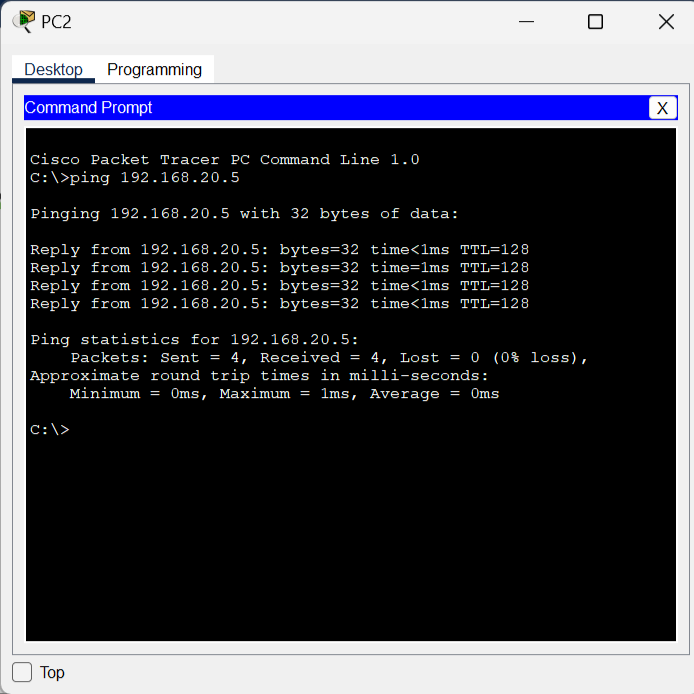 PC2
Desktop Programming
Command Prompt X
Cisco Packet Tracer PC Command Line 1.0
C:\>ping 192.168.20.5
Pinging 192.168.20.5 with 32 bytes of data:
Reply from 192.168.20.5: bytes=32 time<1ms TTL=128
Reply from 192.168.20.5: bytes=32 time=1ms TTL=128
Reply from 192.168.20.5: bytes=32 time<1ms TTL=128
Reply from 192.168.20.5: bytes=32 time<1ms TTL=128
Ping statistics for 192.168.20.5:
    Packets: Sent = 4, Received = 4, Lost = 0 (0% loss),
Approximate round trip times in milli-seconds:
    Minimum = 0ms, Maximum = 1ms, Average = 0ms
C:\>
Top